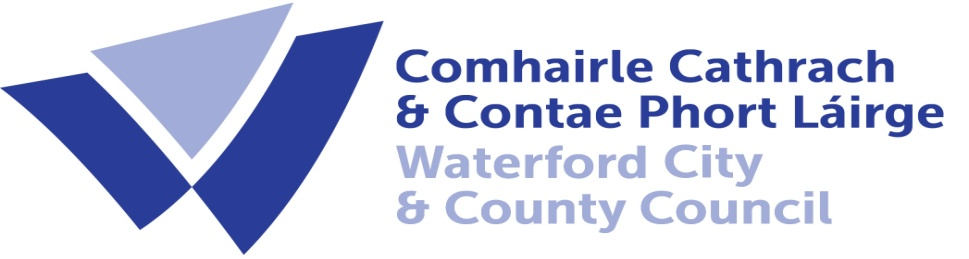 Comhairle Cathrach
& Contae Phort Láirge
Waterford City
& County Council